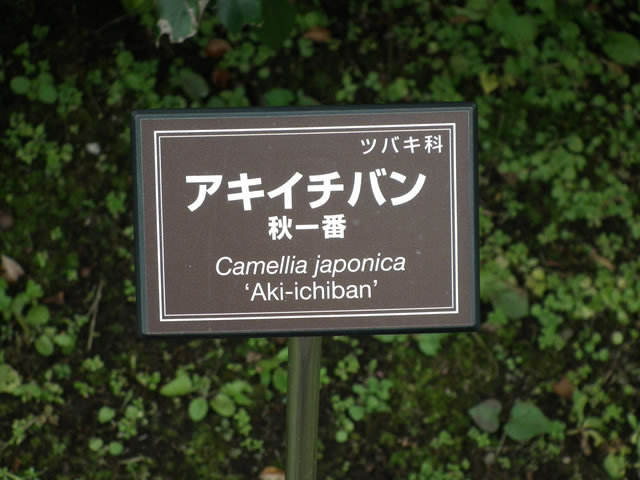 ツバキ科
アキイチバン
秋一番
Camellia japonica
‘Aki-ichiban’